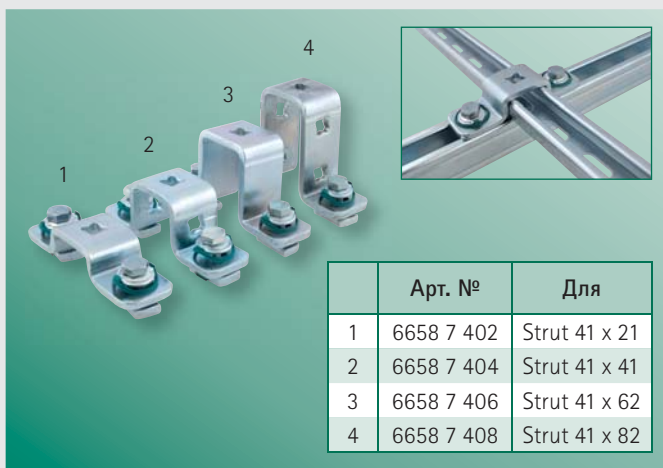 4
3
2
1
Арт. № Для
1 6658 7 402 Strut 41 x 21
2 6658 7 404 Strut 41 x 41
3 6658 7 406 Strut 41 x 62
4 6658 7 408 Strut 41 x 82